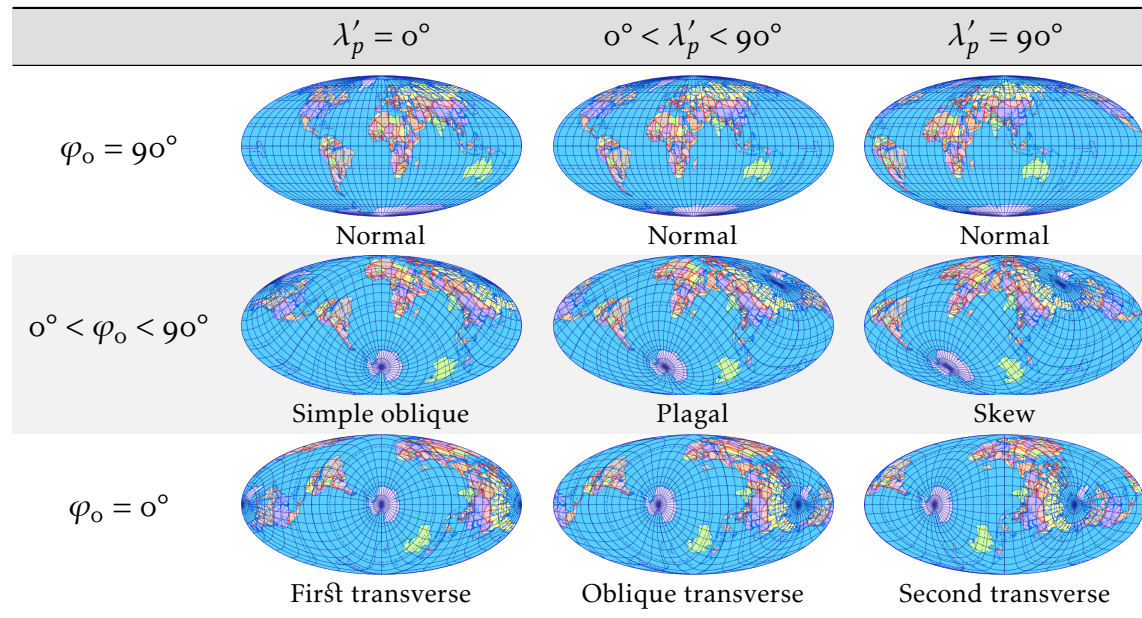 λ′p = 0° 0° < λ′p < 90° λ′p = 90°
φ0 = 90°
Normal Normal Normal
0° < φ0 < 90°
Simple oblique Plagal Skew
φ0 = 0°
First transverse Oblique transverse Second transverse